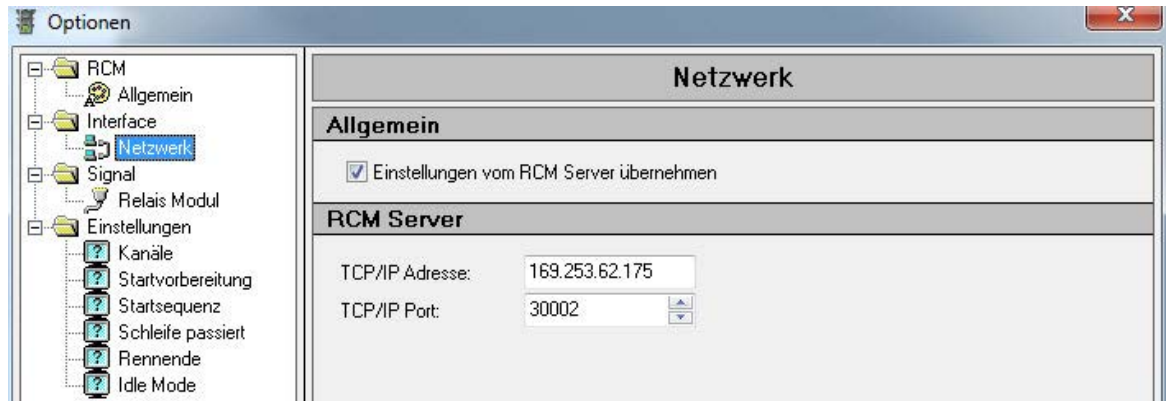 Optionen
RCM
Allgemein
Interface
Netzwerk
Signal
Relais Modul
Einstellungen
Kanäle
Startvorbereitung
Startsequenz
Schleife passiert
Rennende
Idle Mode
Netzwerk
Allgemein
Einstellungen vom RCM Server übernehmen
RCM Server
TCP/IP Adresse: 169.253.62.175
TCP/IP Port: 30002